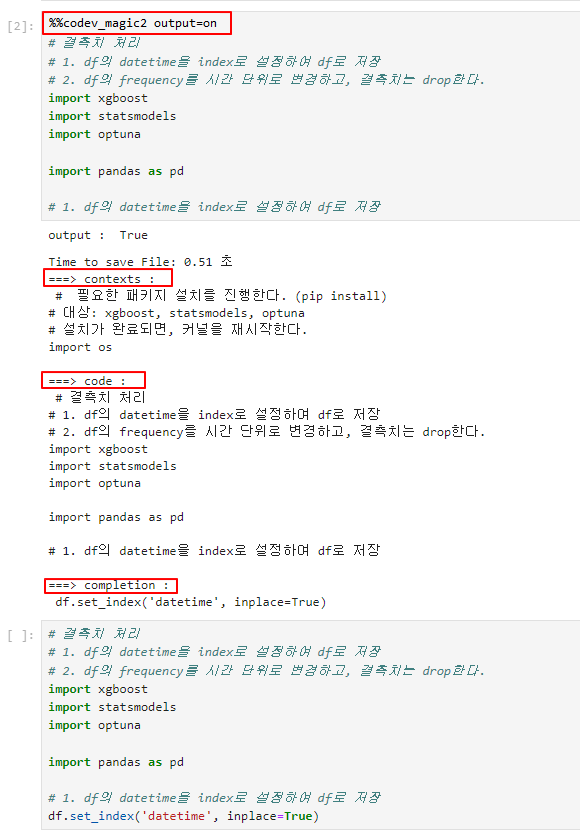 [2]:
%%codev_magic2 output=on
# 결측치 처리
# 1. df의 datetime을 index로 설정하여 df로 저장
# 2. df의 frequency를 시간 단위로 변경하고, 결측치는 drop한다.
import xgboost
import statsmodels
import optuna
import pandas as pd
# 1. df의 datetime을 index로 설정하여 df로 저장
output :  True
Time to save File: 0.51 초
===> contexts :
#  필요한 패키지 설치을 진행한다. (pip install)
# 대상: xgboost, statsmodels, optuna
# 설치가 완료되면, 커널을 재시작한다.
import os
===> code :
# 결측치 처리
# 1. df의 datetime을 index로 설정하여 df로 저장
# 2. df의 frequency을 시간 단위로 변경하고, 결측치는 drop한다.
import xgboost
import statsmodels
import optuna
import pandas as pd
# 1. df의 datetime을 index로 설정하여 df로 저장
===> completion :
df.set_index('datetime', inplace=True)
[ ]:
# 결측치 처리
# 1. df의 datetime을 index로 설정하여 df로 저장
# 2. df의 frequency를 시간 단위로 변경하고, 결측치는 drop한다.
import xgboost
import statsmodels
import optuna
import pandas as pd
# 1. df의 datetime을 index로 설정하여 df로 저장
df.set_index('datetime', inplace=True)